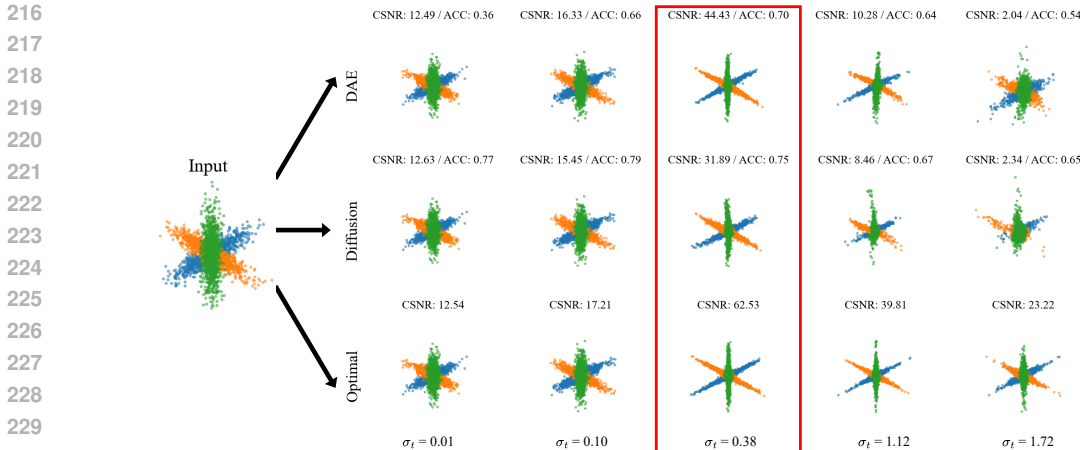 216
217
218
219
220
221
222
223
224
225
226
227
228
229
CSNR: 12.49 / ACC: 0.36
CSNR: 16.33 / ACC: 0.66
CSNR: 44.43 / ACC: 0.70
CSNR: 10.28 / ACC: 0.64
CSNR: 2.04 / ACC: 0.54
DAE
Input
CSNR: 12.63 / ACC: 0.77
CSNR: 15.45 / ACC: 0.79
CSNR: 31.89 / ACC: 0.75
CSNR: 8.46 / ACC: 0.67
CSNR: 2.34 / ACC: 0.65
Diffusion
CSNR: 12.54
CSNR: 17.21
CSNR: 62.53
CSNR: 39.81
CSNR: 23.22
Optimal
σt = 0.01
σt = 0.10
σt = 0.38
σt = 1.12
σt = 1.72